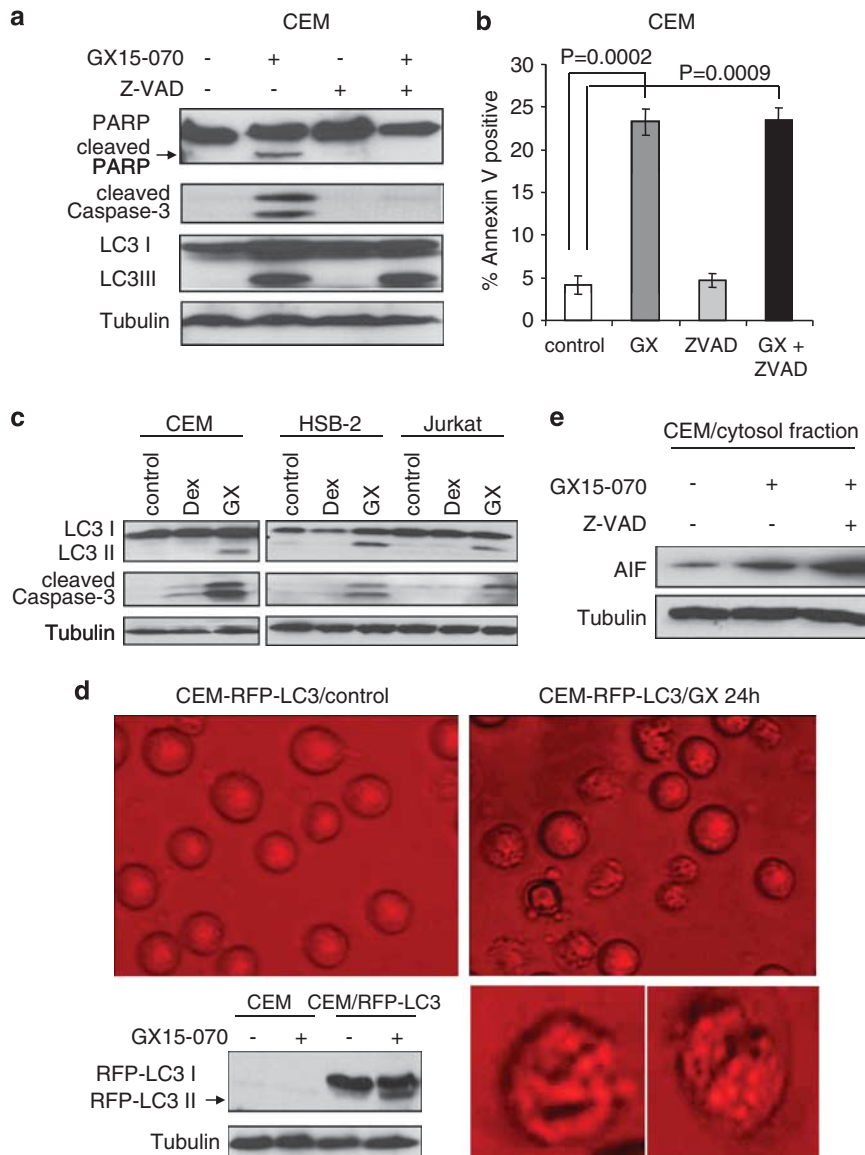 a
CEM
GX15-070 - + - +
Z-VAD - - + +
PARP
cleaved
PARP
cleaved
Caspase-3
LC3 I
LC3III
Tubulin
b
CEM
P=0.0002
P=0.0009
% Annexin V positive
30
25
20
15
10
5
0
control GX ZVAD GX +
ZVAD
c
CEM HSB-2 Jurkat
control Dex GX control Dex GX control Dex GX
LC3 I
LC3 II
cleaved
Caspase-3
Tubulin
e
CEM/cytosol fraction
GX15-070 - + +
Z-VAD - - +
AIF
Tubulin
d
CEM-RFP-LC3/control CEM-RFP-LC3/GX 24h
CEM CEM/RFP-LC3
GX15-070 - + - +
RFP-LC3 I
RFP-LC3 II
Tubulin